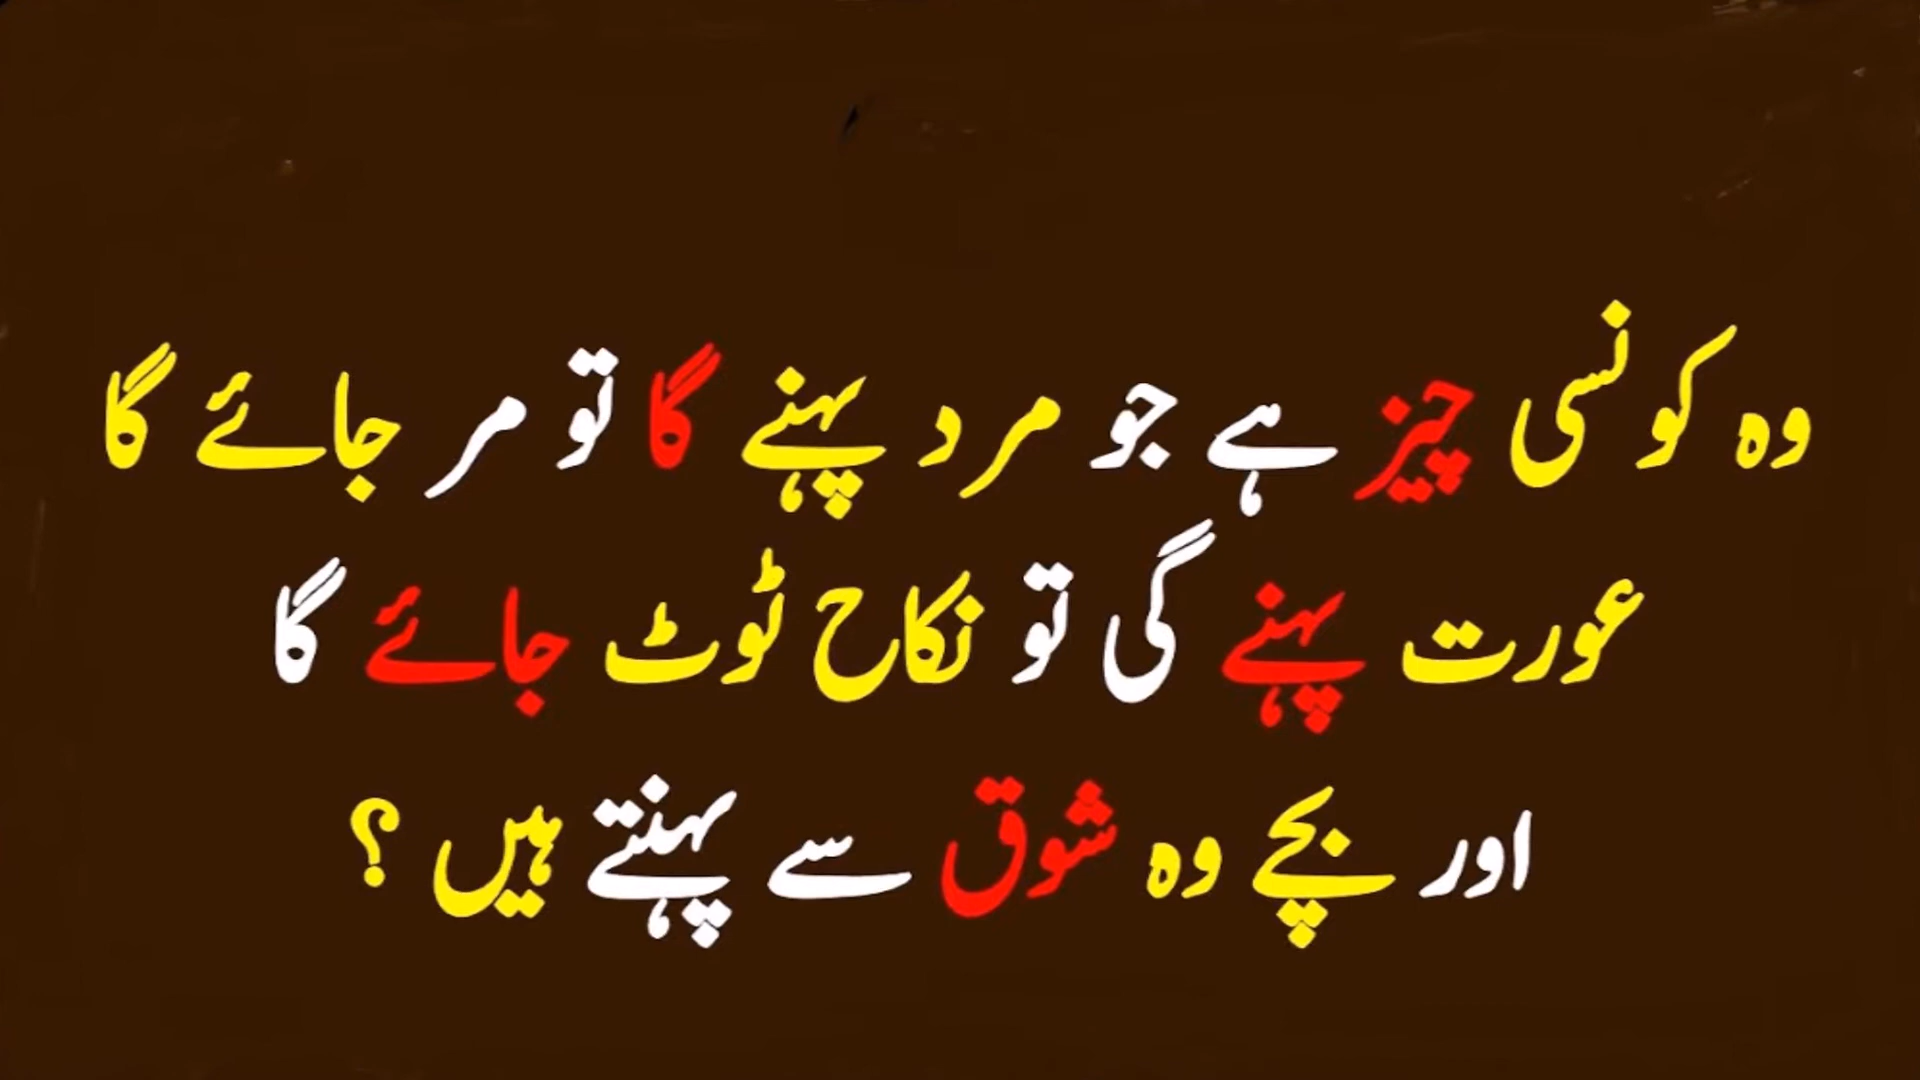 وہ کونسی چیز ہے جو مرد پہنے گا تو مر جائے گا
عورت پہنے گی تو نکاح ٹوٹ جائے گا
اور بچے وہ شوق سے پہنتے ہیں ؟